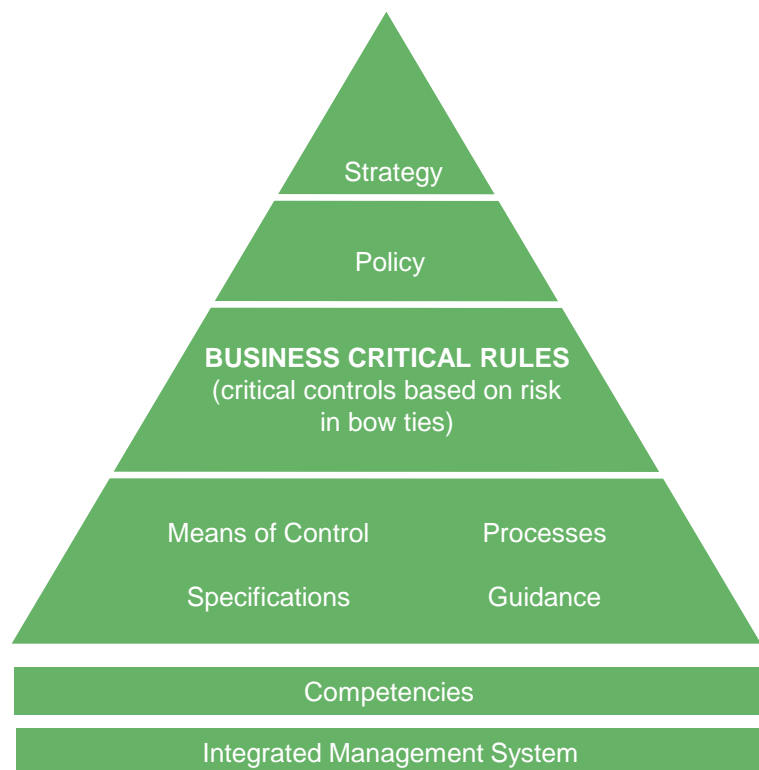 Strategy
Policy
BUSINESS CRITICAL RULES
(critical controls based on risk
in bow ties)
Means of Control
Processes
Specifications
Guidance
Competencies
Integrated Management System